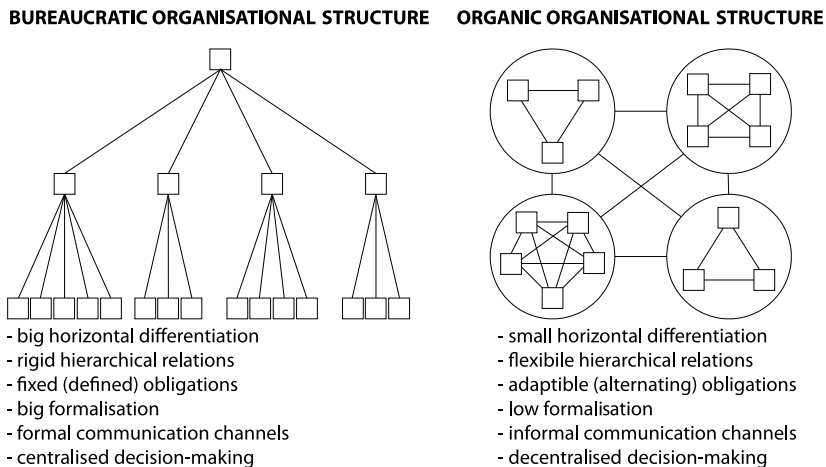 BUREAUCRATIC ORGANISATIONAL STRUCTURE
- big horizontal differentiation
- rigid hierarchical relations
- fixed (defined) obligations
- big formalisation
- formal communication channels
- centralised decision-making
ORGANIC ORGANISATIONAL STRUCTURE
- small horizontal differentiation
- flexibile hierarchical relations
- adaptible (alternating) obligations
- low formalisation
- informal communication channels
- decentralised decision-making